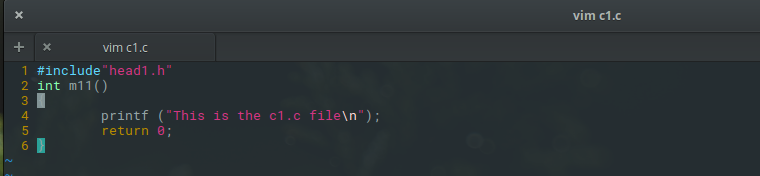 vim c1.c
vim c1.c
1 #include"head1.h"
2 int m11()
3 {
4         printf ("This is the c1.c file\n");
5         return 0;
6 }
~
~